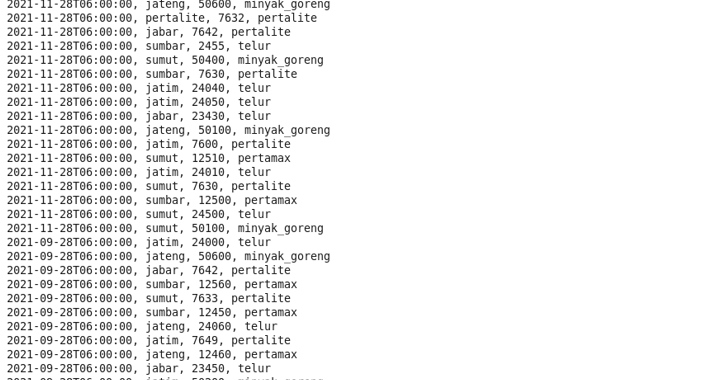 2021-11-28T06:00:00, jateng, 50600, minyak_goreng
2021-11-28T06:00:00, pertalite, 7632, pertalite
2021-11-28T06:00:00, jabar, 7642, pertalite
2021-11-28T06:00:00, sumbar, 2455, telur
2021-11-28T06:00:00, sumut, 50400, minyak_goreng
2021-11-28T06:00:00, sumbar, 7630, pertalite
2021-11-28T06:00:00, jatim, 24040, telur
2021-11-28T06:00:00, jatim, 24050, telur
2021-11-28T06:00:00, jabar, 23430, telur
2021-11-28T06:00:00, jateng, 50100, minyak_goreng
2021-11-28T06:00:00, jatim, 7600, pertalite
2021-11-28T06:00:00, sumut, 12510, pertamax
2021-11-28T06:00:00, jatim, 24010, telur
2021-11-28T06:00:00, sumut, 7630, pertalite
2021-11-28T06:00:00, sumbar, 12500, pertamax
2021-11-28T06:00:00, sumut, 24500, telur
2021-11-28T06:00:00, sumut, 50100, minyak_goreng
2021-09-28T06:00:00, jatim, 24000, telur
2021-09-28T06:00:00, jateng, 50600, minyak_goreng
2021-09-28T06:00:00, jabar, 7642, pertalite
2021-09-28T06:00:00, sumbar, 12560, pertamax
2021-09-28T06:00:00, sumut, 7633, pertalite
2021-09-28T06:00:00, sumbar, 12450, pertamax
2021-09-28T06:00:00, jateng, 24060, telur
2021-09-28T06:00:00, jatim, 7649, pertalite
2021-09-28T06:00:00, jateng, 12460, pertamax
2021-09-28T06:00:00, jabar, 23450, telur